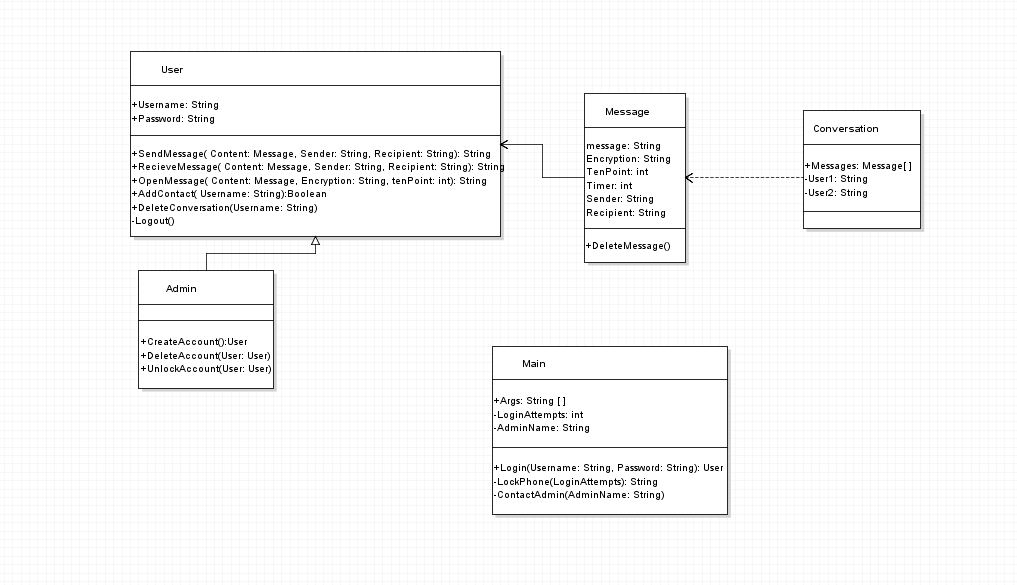 User
+Username: String
+Password: String
+SendMessage( Content: Message, Sender: String, Recipient: String): String
+RecieveMessage( Content: Message, Sender: String, Recipient: String): String
+OpenMessage( Content: Message, Encryption: String, tenPoint: int): String
+AddContact( Username: String):Boolean
+DeleteConversation(Username: String)
-Logout()
Message
message: String
Encryption: String
TenPoint: int
Timer: int
Sender: String
Recipient: String
+DeleteMessage()
Conversation
+Messages: Message[ ]
-User1: String
-User2: String
Admin
+CreateAccount():User
+DeleteAccount(User: User)
+UnlockAccount(User: User)
Main
+Args: String [ ]
-LoginAttempts: int
-AdminName: String
+Login(Username: String, Password: String): User
-LockPhone(LoginAttempts): String
-ContactAdmin(AdminName: String)